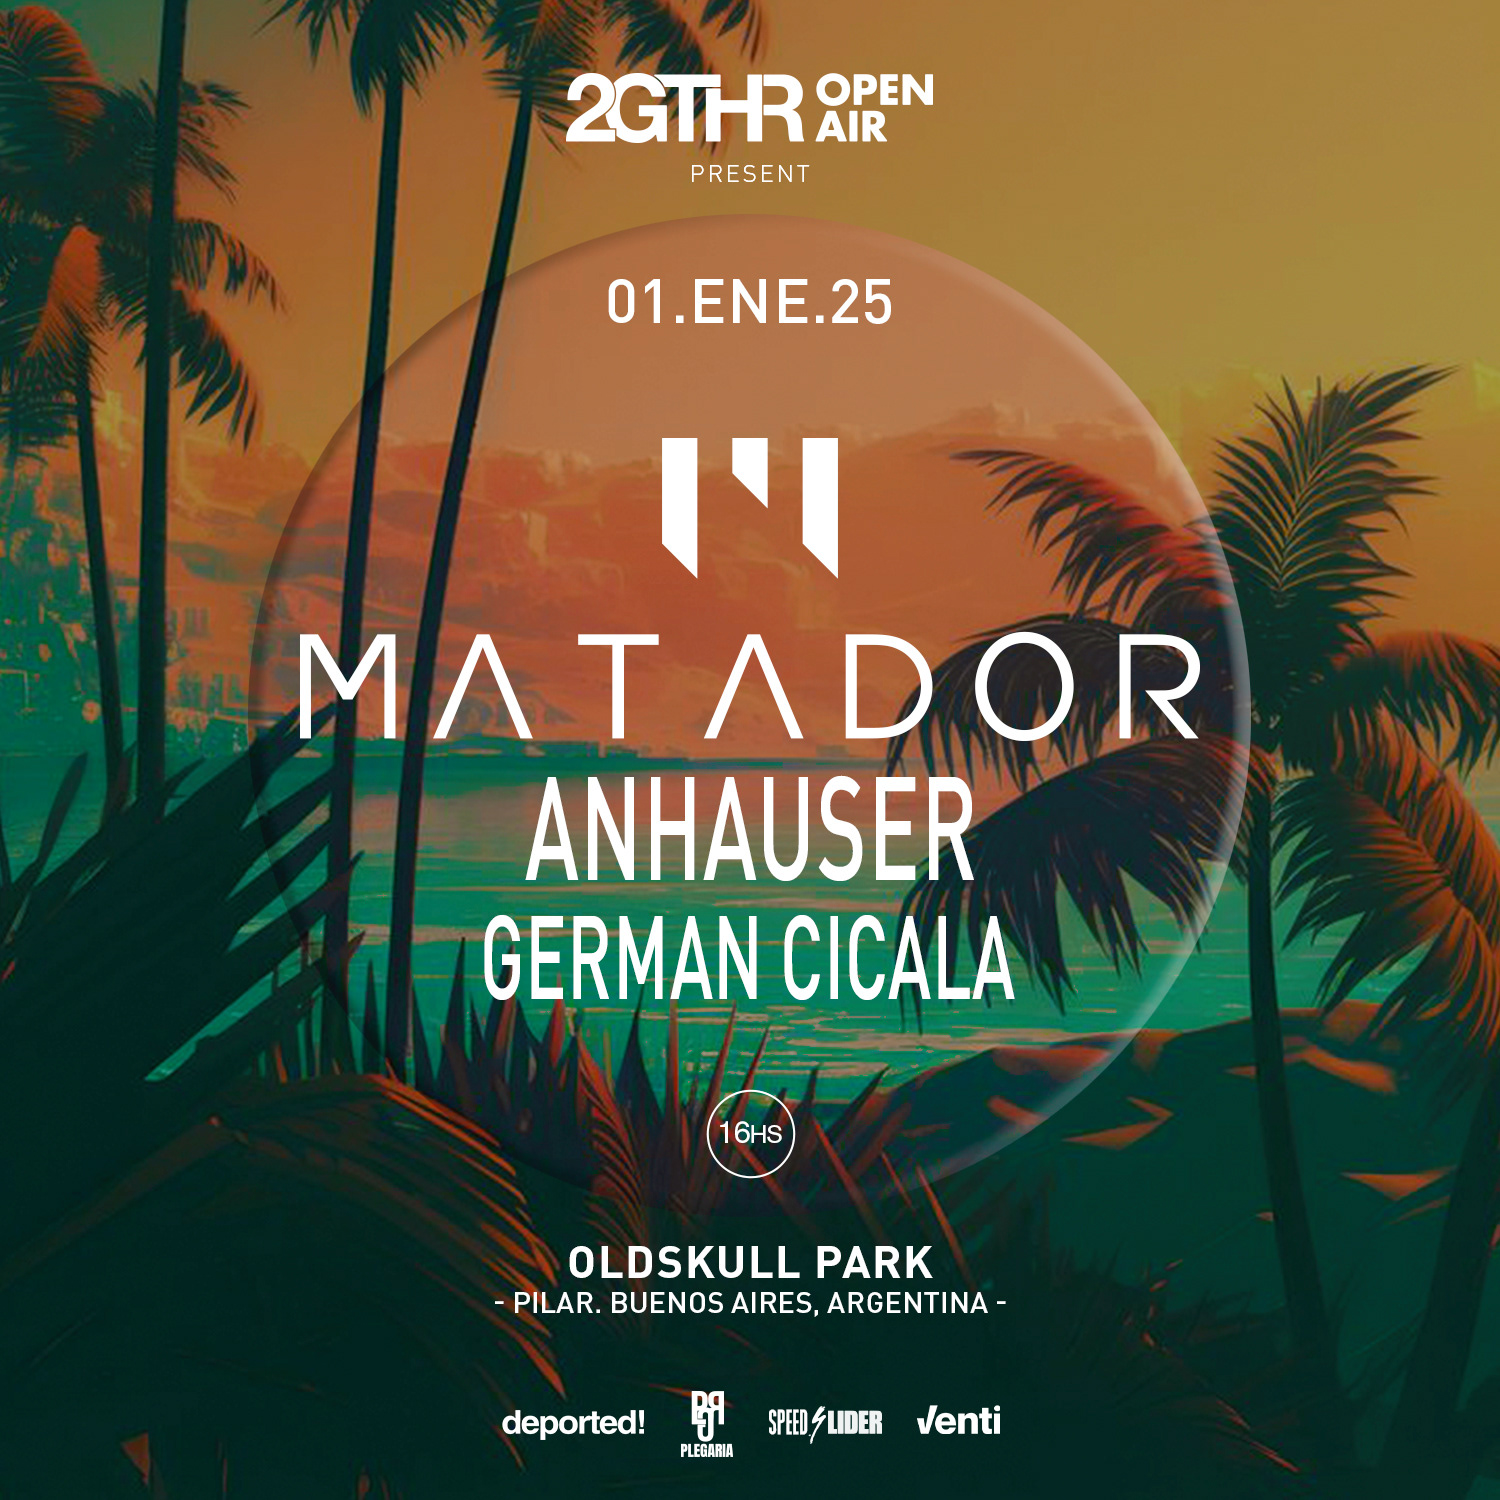 2GTHR OPEN AIR
PRESENT
01.ENE.25
MATADOR
ANHAUSER
GERMAN CICALA
16HS
OLDSKULL PARK
- PILAR. BUENOS AIRES, ARGENTINA -
deported! PLEGARIA SPEED LIDER Venti